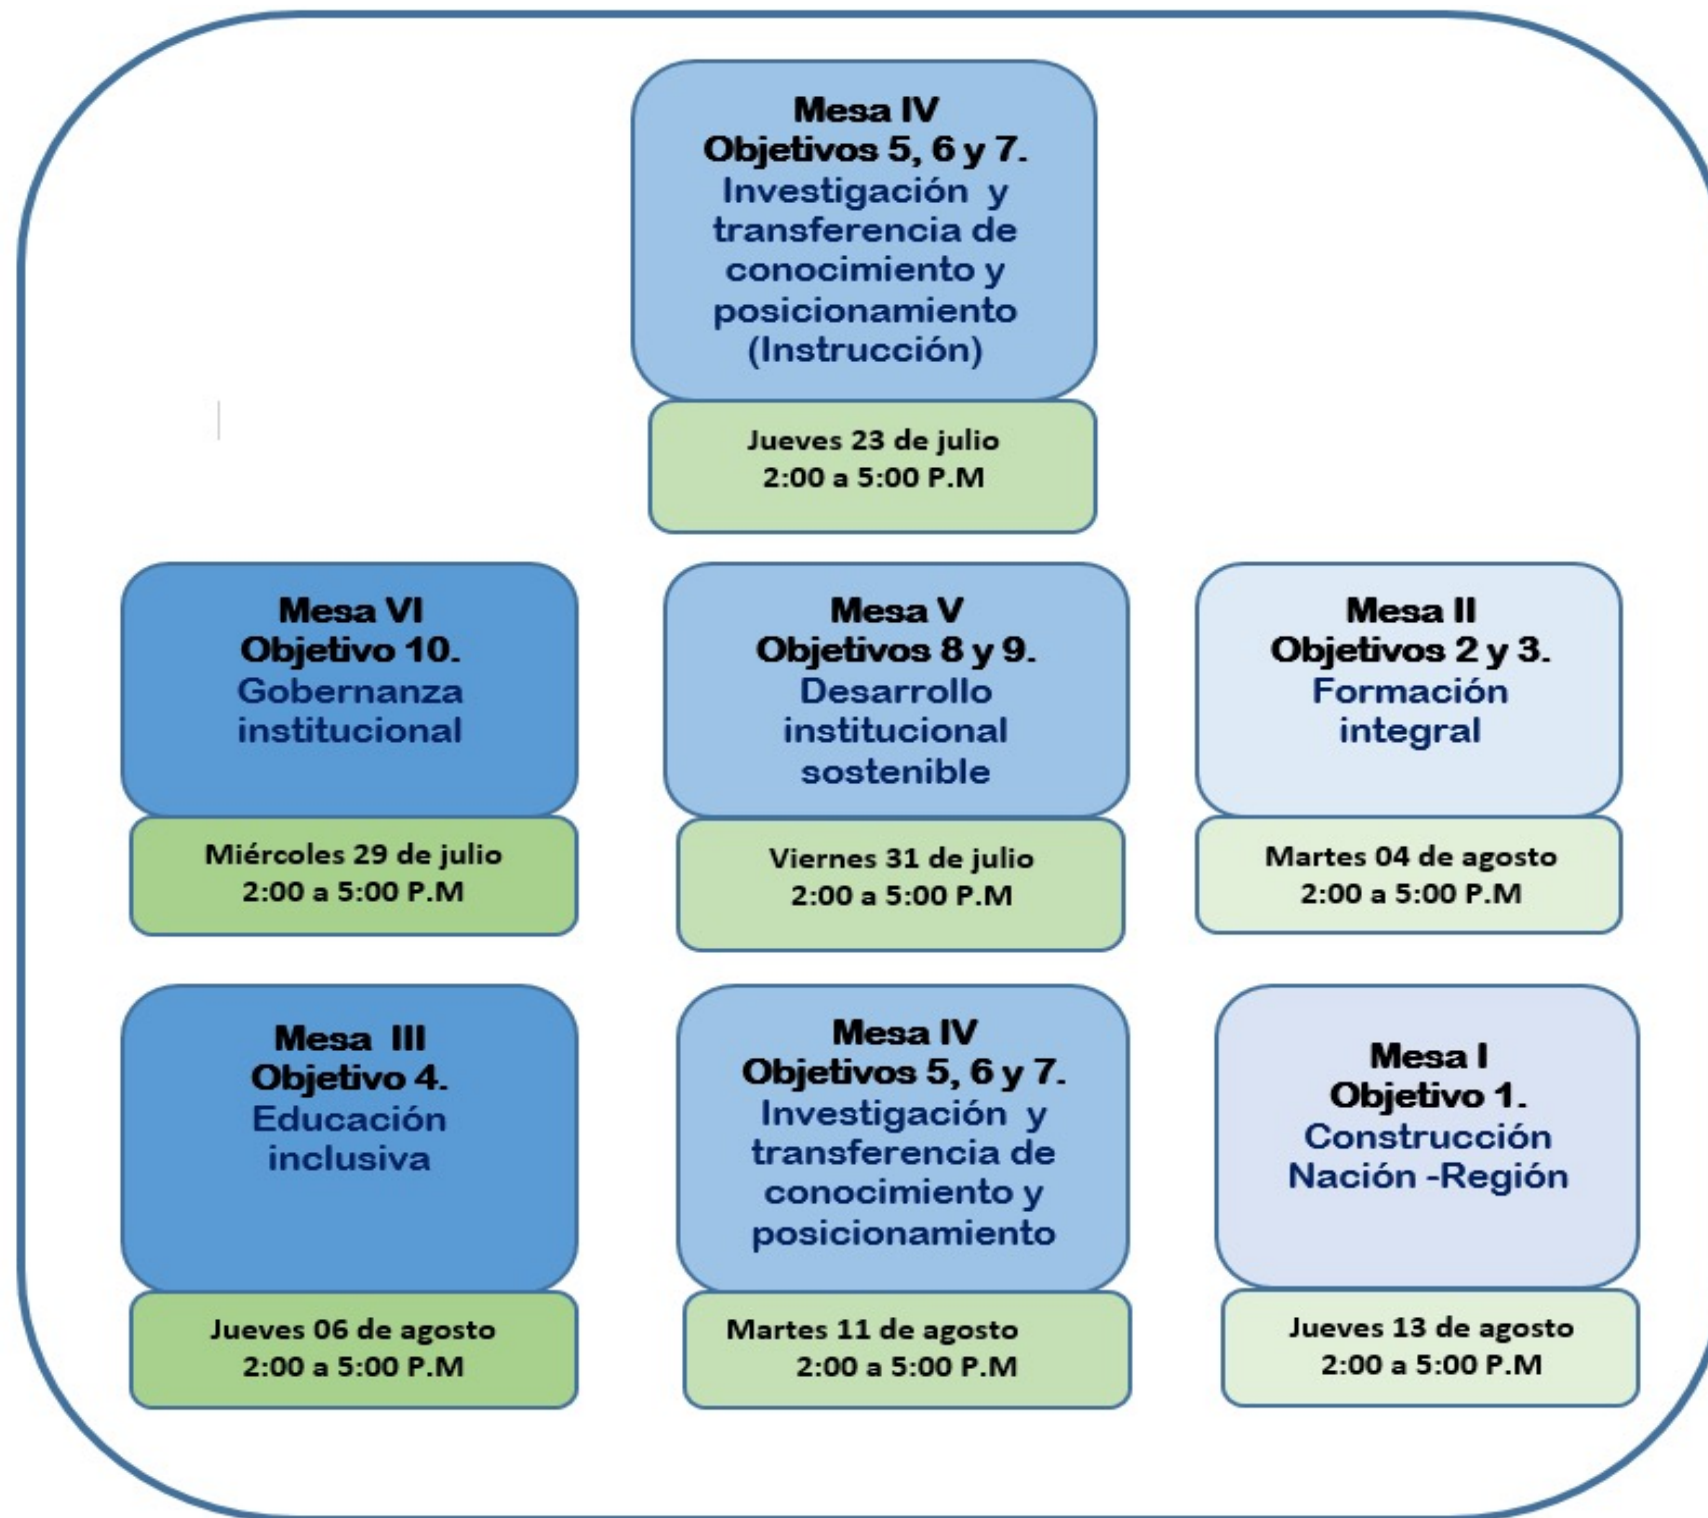 Mesa IV
Objetivos 5, 6 y 7.
Investigación y
transferencia de
conocimiento y
posicionamiento
(Instrucción)
Jueves 23 de julio
2:00 a 5:00 P.M
Mesa VI
Objetivo 10.
Gobernanza
institucional
Miércoles 29 de julio
2:00 a 5:00 P.M
Mesa V
Objetivos 8 y 9.
Desarrollo
institucional
sostenible
Viernes 31 de julio
2:00 a 5:00 P.M
Mesa II
Objetivos 2 y 3.
Formación
integral
Martes 04 de agosto
2:00 a 5:00 P.M
Mesa III
Objetivo 4.
Educación
inclusiva
Jueves 06 de agosto
2:00 a 5:00 P.M
Mesa IV
Objetivos 5, 6 y 7.
Investigación y
transferencia de
conocimiento y
posicionamiento
Martes 11 de agosto
2:00 a 5:00 P.M
Mesa I
Objetivo 1.
Construcción
Nación -Región
Jueves 13 de agosto
2:00 a 5:00 P.M